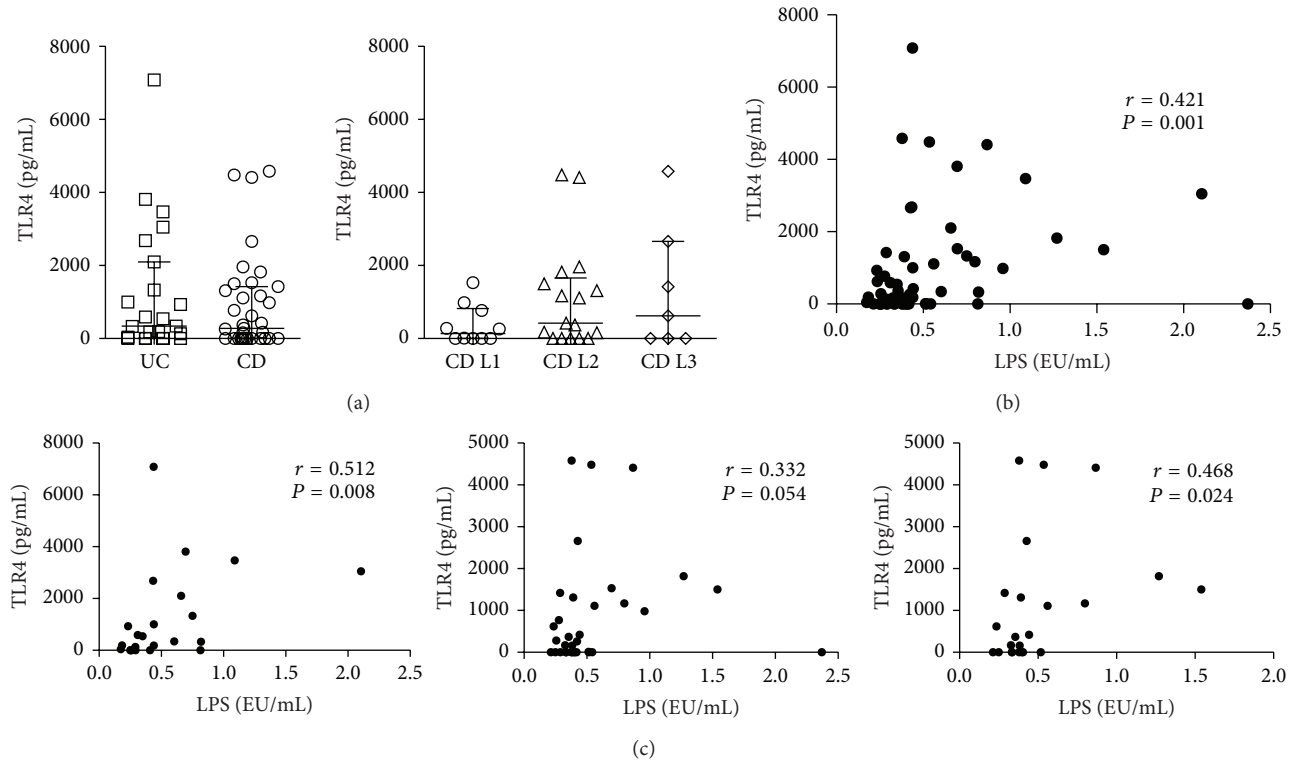 8000
6000
4000
2000
0
TLR4 (pg/mL)
UC
CD
8000
6000
4000
2000
0
TLR4 (pg/mL)
CD L1
CD L2
CD L3
(a)
8000
6000
4000
2000
0
TLR4 (pg/mL)
r = 0.421
P = 0.001
0.0
0.5
1.0
1.5
2.0
2.5
LPS (EU/mL)
(b)
8000
6000
4000
2000
0
TLR4 (pg/mL)
r = 0.512
P = 0.008
0.0
0.5
1.0
1.5
2.0
2.5
LPS (EU/mL)
5000
4000
3000
2000
1000
0
TLR4 (pg/mL)
r = 0.332
P = 0.054
0.0
0.5
1.0
1.5
2.0
2.5
LPS (EU/mL)
5000
4000
3000
2000
1000
0
TLR4 (pg/mL)
r = 0.468
P = 0.024
0.0
0.5
1.0
1.5
2.0
LPS (EU/mL)
(c)